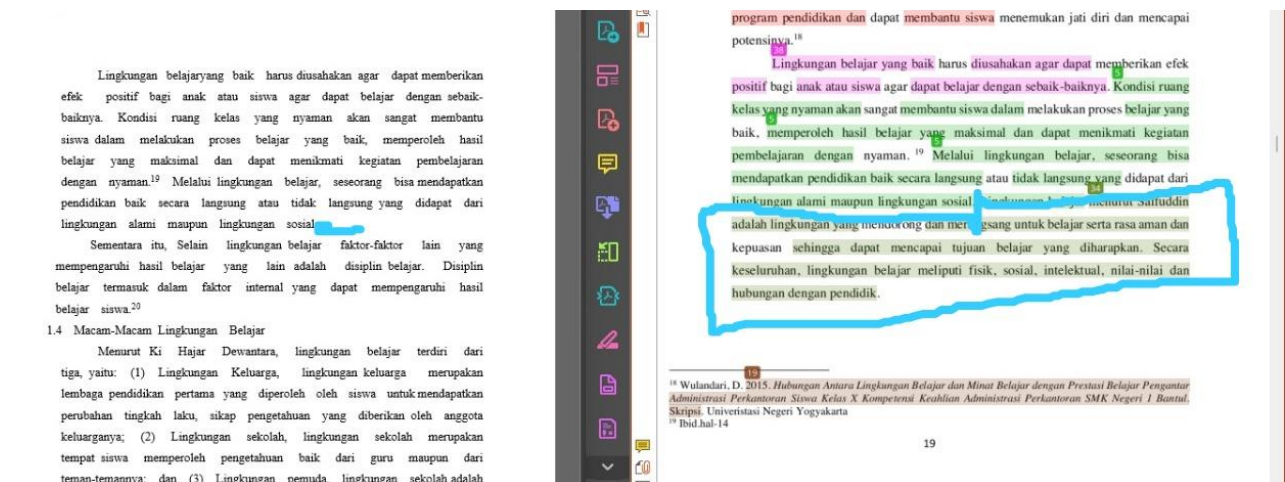 Lingkungan belajaryang baik harus diusahakan agar dapat memberikan
efek positif bagi anak atau siswa agar dapat belajar dengan sebaik-
baiknya. Kondisi ruang kelas yang nyaman akan sangat membantu
siswa dalam melakukan proses belajar yang baik, memperoleh hasil
belajar yang maksimal dan dapat menikmati kegiatan pembelajaran
dengan nyaman.19 Melalui lingkungan belajar, seseorang bisa mendapatkan
pendidikan baik secara langsung atau tidak langsung yang didapat dari
lingkungan alami maupun lingkungan sosial
Sementara itu, Selain lingkungan belajar faktor-faktor lain yang
mempengaruhi hasil belajar yang lain adalah disiplin belajar. Disiplin
belajar termasuk dalam faktor internal yang dapat mempengaruhi hasil
belajar siswa.20
1.4 Macam-Macam Lingkungan Belajar
Menurut Ki Hajar Dewantara, lingkungan belajar terdiri dari
tiga, yaitu: (1) Lingkungan Keluarga, lingkungan keluarga merupakan
lembaga pendidikan pertama yang diperoleh oleh siswa untuk mendapatkan
perubahan tingkah laku, sikap pengetahuan yang diberikan oleh anggota
keluarganya; (2) Lingkungan sekolah, lingkungan sekolah merupakan
tempat siswa memperoleh pengetahuan baik dari guru maupun dari
teman-temannya; dan (3) Lingkungan pemuda, lingkungan sekolah adalah
program pendidikan dan dapat membantu siswa menemukan jati diri dan mencapai
potensinya.18
38
Lingkungan belajar yang baik harus diusahakan agar dapat memberikan efek
5
positif bagi anak atau siswa agar dapat belajar dengan sebaik-baiknya. Kondisi ruang
kelas yang nyaman akan sangat membantu siswa dalam melakukan proses belajar yang
5
baik, memperoleh hasil belajar yang maksimal dan dapat menikmati kegiatan
5
pembelajaran dengan nyaman. 19 Melalui lingkungan belajar, seseorang bisa
mendapatkan pendidikan baik secara langsung atau tidak langsung yang didapat dari
34
lingkungan alami maupun lingkungan sosial lingkungan belajar menurut Saifuddin
adalah lingkungan yang mendorong dan merangsang untuk belajar serta rasa aman dan
kepuasan sehingga dapat mencapai tujuan belajar yang diharapkan. Secara
keseluruhan, lingkungan belajar meliputi fisik, sosial, intelektual, nilai-nilai dan
hubungan dengan pendidik.
19
18 Wulandari, D. 2015. Hubungan Antara Lingkungan Belajar dan Minat Belajar dengan Prestasi Belajar Pengantar
Administrasi Perkantoran Siswa Kelas X Kompetensi Keahlian Administrasi Perkantoran SMK Negeri 1 Bantul.
Skripsi. Univeristasi Negeri Yogyakarta
19 Ibid.hal-14
19